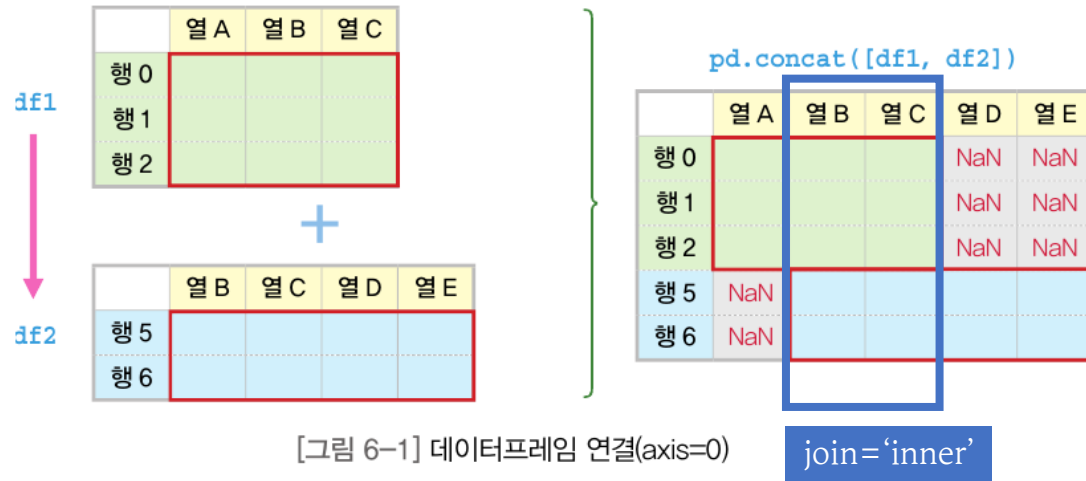 열 A 열 B 열 C
행 0
df1
행 1
행 2
+
열 B 열 C 열 D 열 E
df2
행 5
행 6
pd.concat([df1, df2])
열 A 열 B 열 C 열 D 열 E
행 0 NaN NaN
행 1 NaN NaN
행 2 NaN NaN
행 5 NaN
행 6 NaN
[그림 6-1] 데이터프레임 연결(axis=0)
join=‘inner’